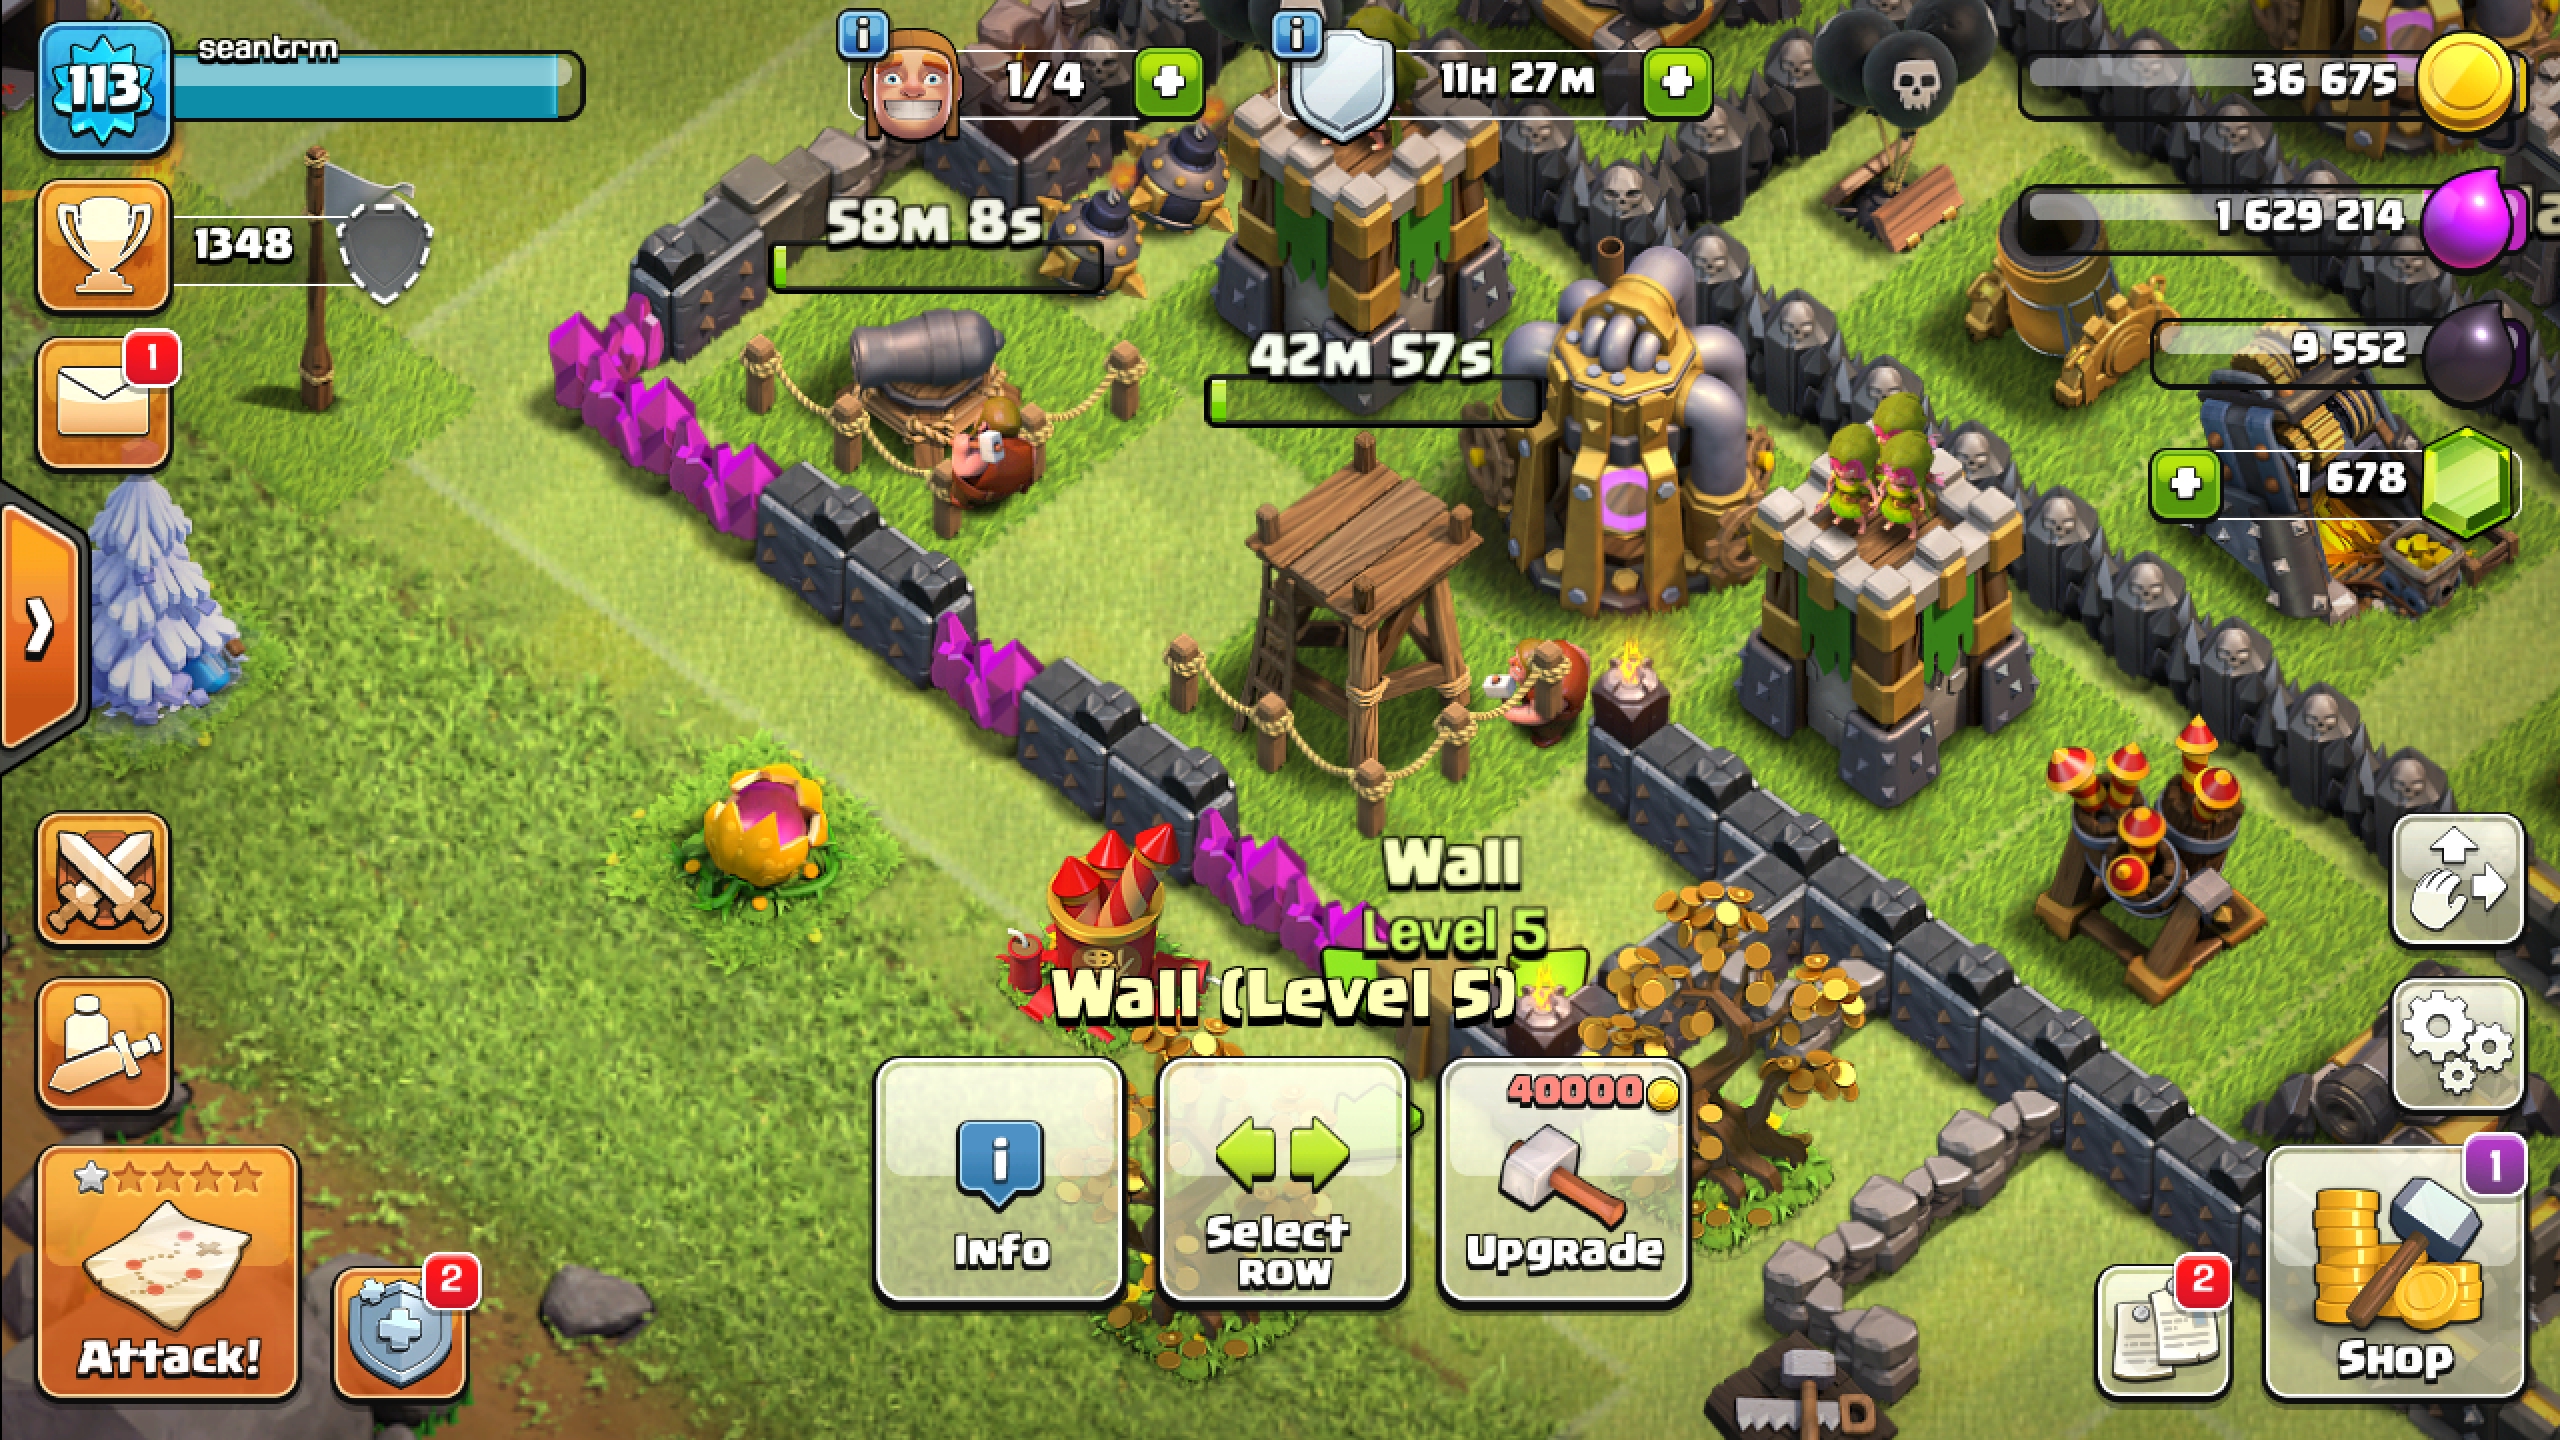 113
seantrm
1/4
11H 27M
36 675
1348
58M 8s
1 629 214
1
42M 57s
9 552
1 678
Wall
Level 5
Wall (Level 5)
Info
Select
ROW
40000
Upgrade
Attack!
2
2
1
SHOP